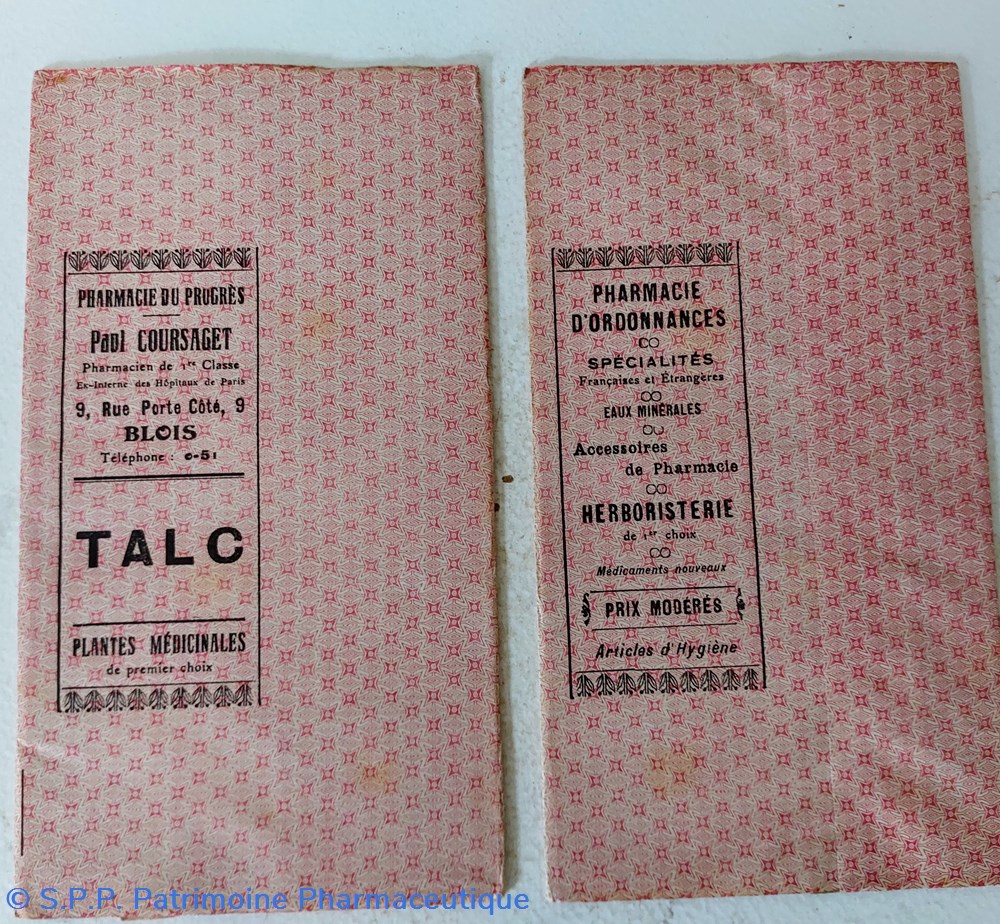 PHARMACIE DU PROGRÈS
Paul COURSAGET
Pharmacien de 1re Classe
Ex-Interne des Hôpitaux de Paris
9, Rue Porte Côté, 9
BLOIS
Téléphone : 0-51
TALC
PLANTES MÉDICINALES
de premier choix
PHARMACIE
D'ORDONNANCES
SPÉCIALITÉS
Françaises et Étrangères
EAUX MINÉRALES
Accessoires
de Pharmacie
HERBORISTERIE
de 1er choix
Médicaments nouveaux
PRIX MODÉRÉS
Articles d'Hygiène
© S.P.P. Patrimoine Pharmaceutique